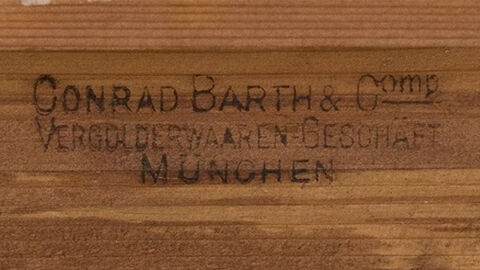 CONRAD BARTH & Comp.
VERGOLDERWAAREN-GESCHÄFT
MÜNCHEN